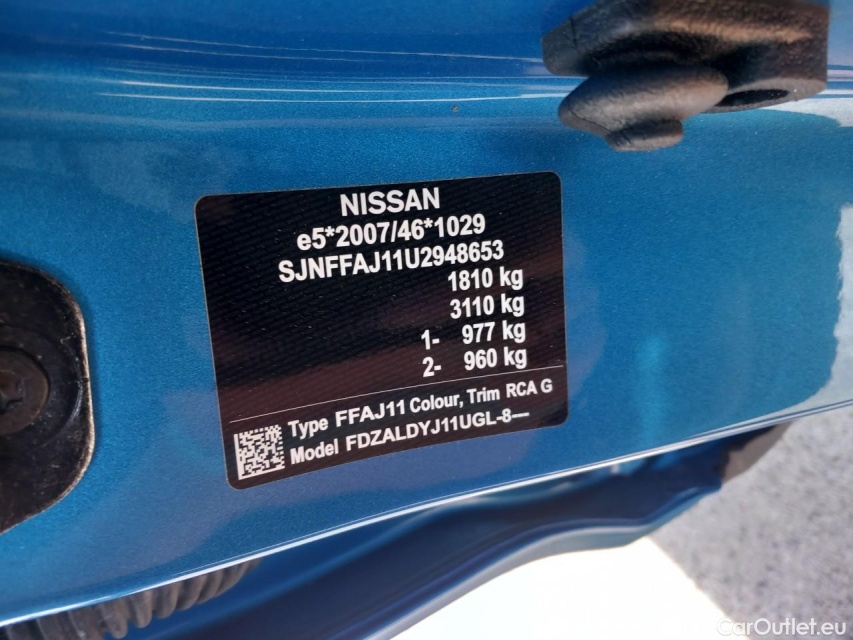 NISSAN
e5*2007/46*1029
SJNFFAJ11U2948653
1810 kg
3110 kg
1- 977 kg
2- 960 kg
Type FFAJ11 Colour, Trim RCA G
Model FDZALDYJ11UGL-8—
CarOutlet.eu